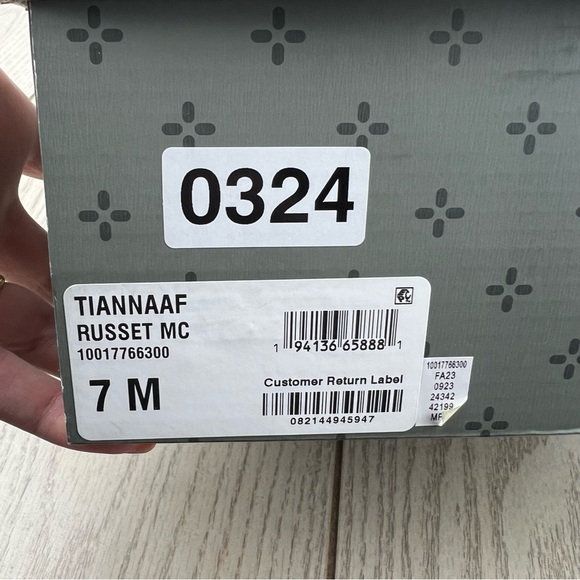 0324
TIANNAAF
RUSSET MC
10017766300
7 M
1 94136 65888 1
Customer Return Label
082144945947
10017766300
FA23
0923
24342
42199